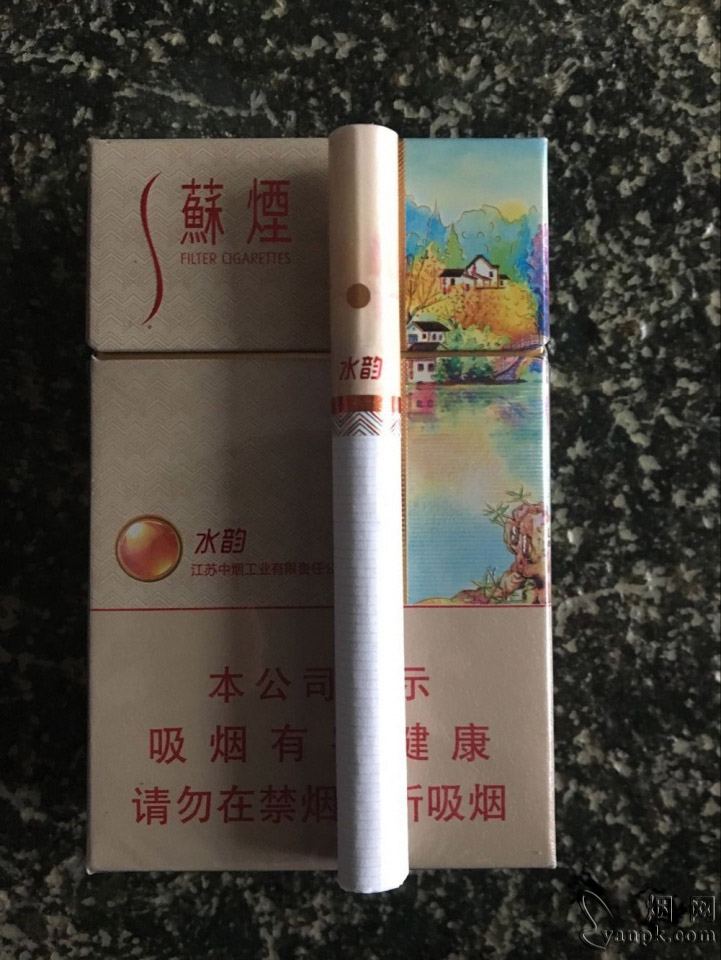 蘇煙
FILTER CIGARETTES
水韵
水韵
江苏中烟工业有限责任公
本公司 示
吸烟有 健康
请勿在禁烟 所吸烟
烟网
yanpk.com